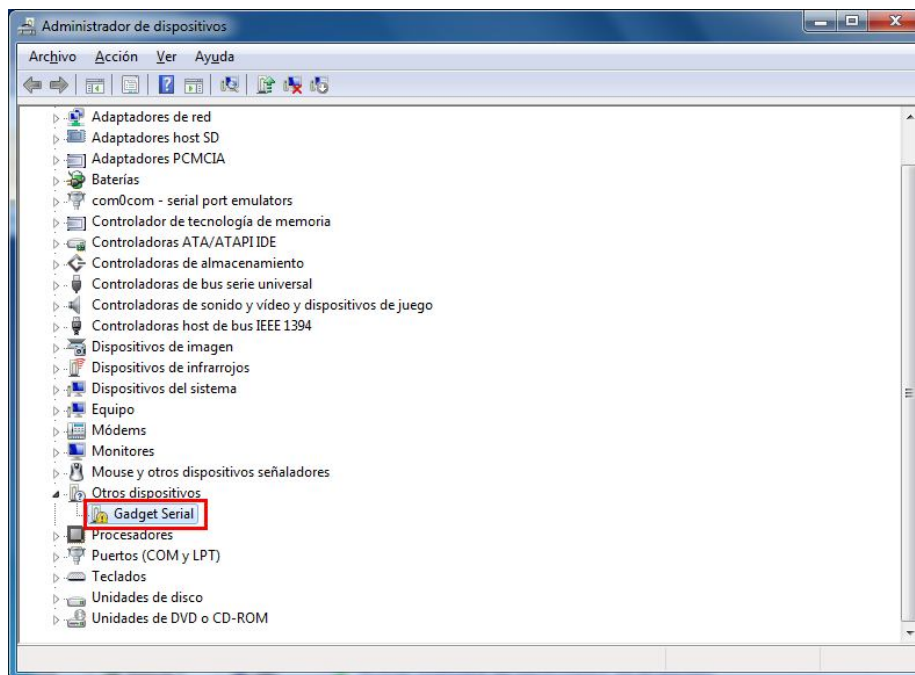 Administrador de dispositivos
Archivo Acción Ver Ayuda
Adaptadores de red
Adaptadores host SD
Adaptadores PCMCIA
Baterías
com0com - serial port emulators
Controlador de tecnología de memoria
Controladoras ATA/ATAPI IDE
Controladoras de almacenamiento
Controladoras de bus serie universal
Controladoras de sonido y vídeo y dispositivos de juego
Controladoras host de bus IEEE 1394
Dispositivos de imagen
Dispositivos de infrarrojos
Dispositivos del sistema
Equipo
Módems
Monitores
Mouse y otros dispositivos señaladores
Otros dispositivos
Gadget Serial
Procesadores
Puertos (COM y LPT)
Teclados
Unidades de disco
Unidades de DVD o CD-ROM